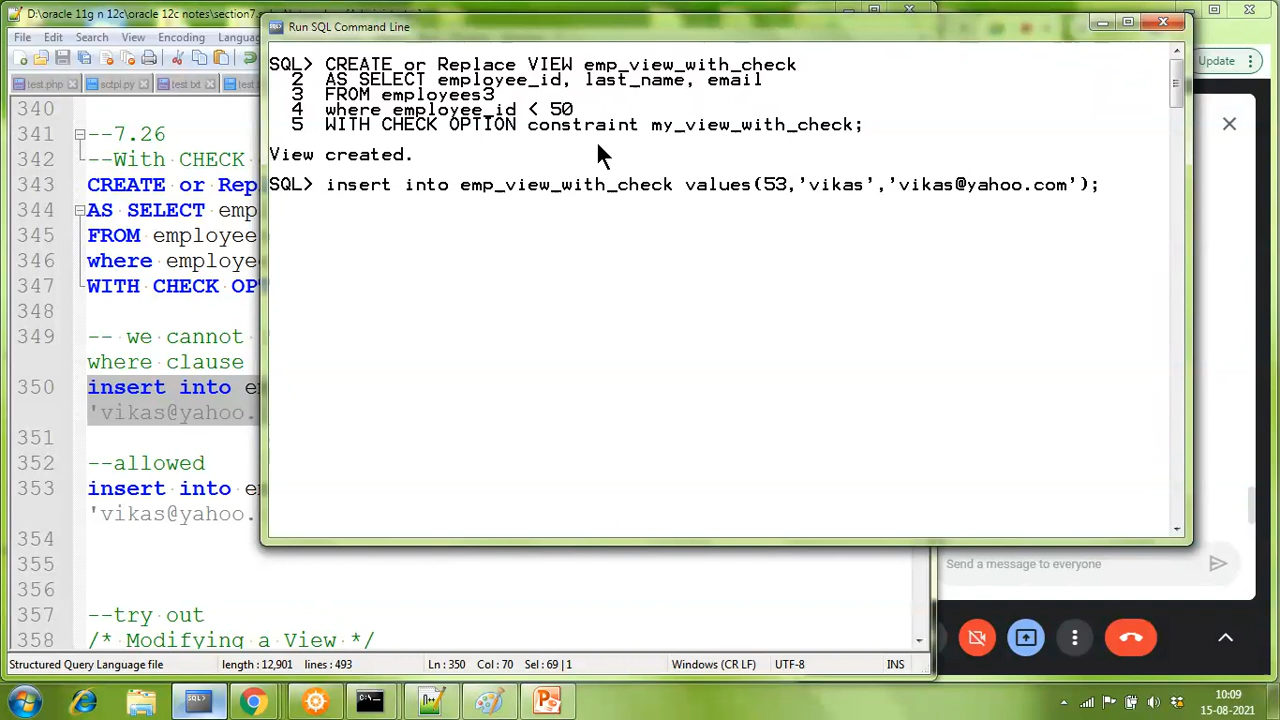 D:\oracle 11g n 12c\oracle 12c notes\section7.
Run SQL Command Line
File Edit Search View Encoding Langua
Update
test.php
sctpl.py
test.txt
SQL> CREATE or Replace VIEW emp_view_with_check
2 AS SELECT employee_id, last_name, email
3 FROM employees3
4 where employee_id < 50
5 WITH CHECK OPTION constraint my_view_with_check;
View created.
SQL> insert into emp_view_with_check values(53,'vikas','vikas@yahoo.com');
340
341 --7.26
342 --With CHECK
343 CREATE or Rep
344 AS SELECT emp
345 FROM employee
346 where employe
347 WITH CHECK OP
348
349 -- we cannot
where clause
350 insert into e
'vikas@yahoo.
351
352 --allowed
353 insert into e
'vikas@yahoo.
354
355
356
357 --try out
358 /* Modifying a View */
Send a message to everyone
Structured Query Language file length : 12,901 lines : 493 Ln : 350 Col : 70 Sel : 69 | 1 Windows (CR LF) UTF-8 INS
10:09
15-08-2021